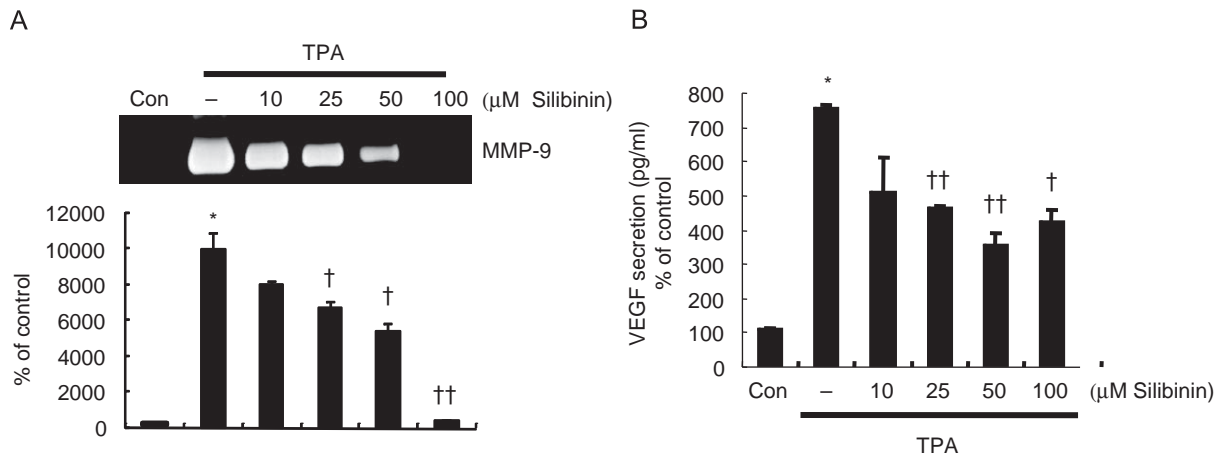 A
TPA
Con – 10 25 50 100 (μM Silibinin)
MMP-9
% of control
12000
10000
8000
6000
4000
2000
0
*
†
†
††
B
VEGF secretion (pg/ml)
% of control
800
700
600
500
400
300
200
100
0
*
††
††
†
Con – 10 25 50 100 (μM Silibinin)
TPA